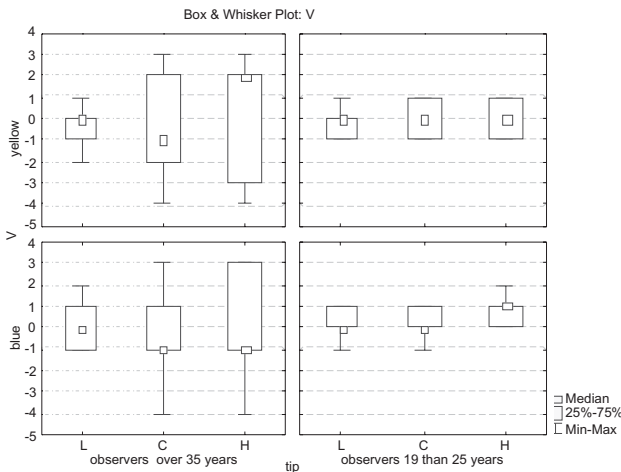 Box & Whisker Plot: V
4
3
2
1
0
-1
-2
-3
-4
-5
yellow
V
4
3
2
1
0
-1
-2
-3
-4
-5
blue
L C H L C H
observers over 35 years observers 19 than 25 years
tip
Median
25%-75%
Min-Max